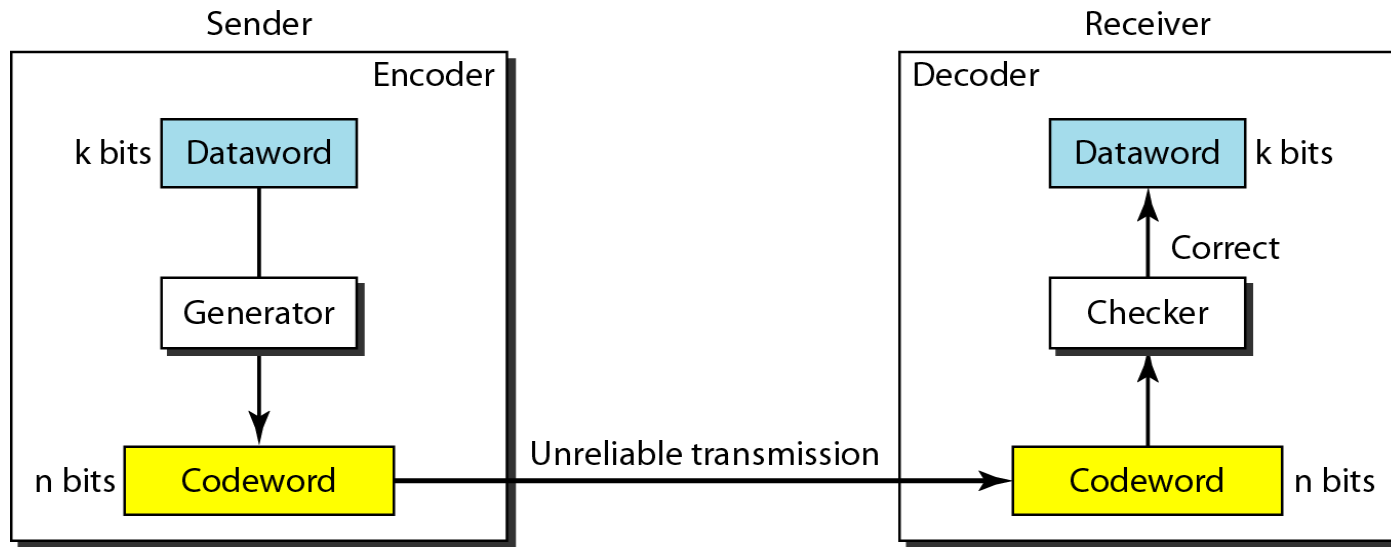 Sender
Encoder
k bits
Dataword
Generator
n bits
Codeword
Unreliable transmission
Receiver
Decoder
Dataword
k bits
Correct
Checker
Codeword
n bits